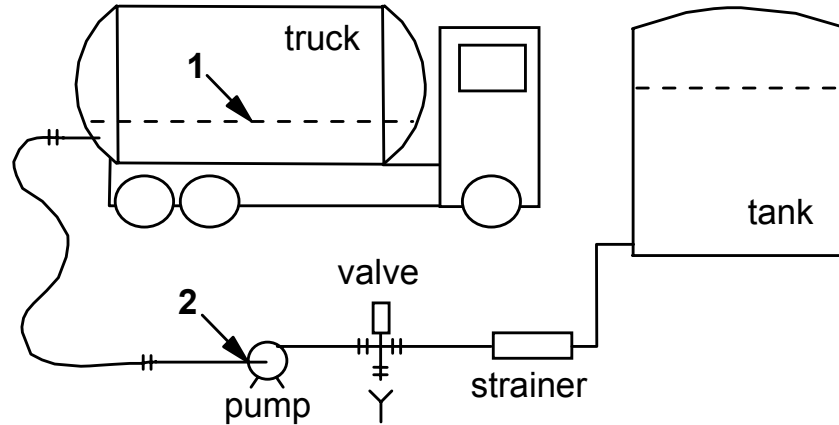 truck
1
tank
valve
2
strainer
pump